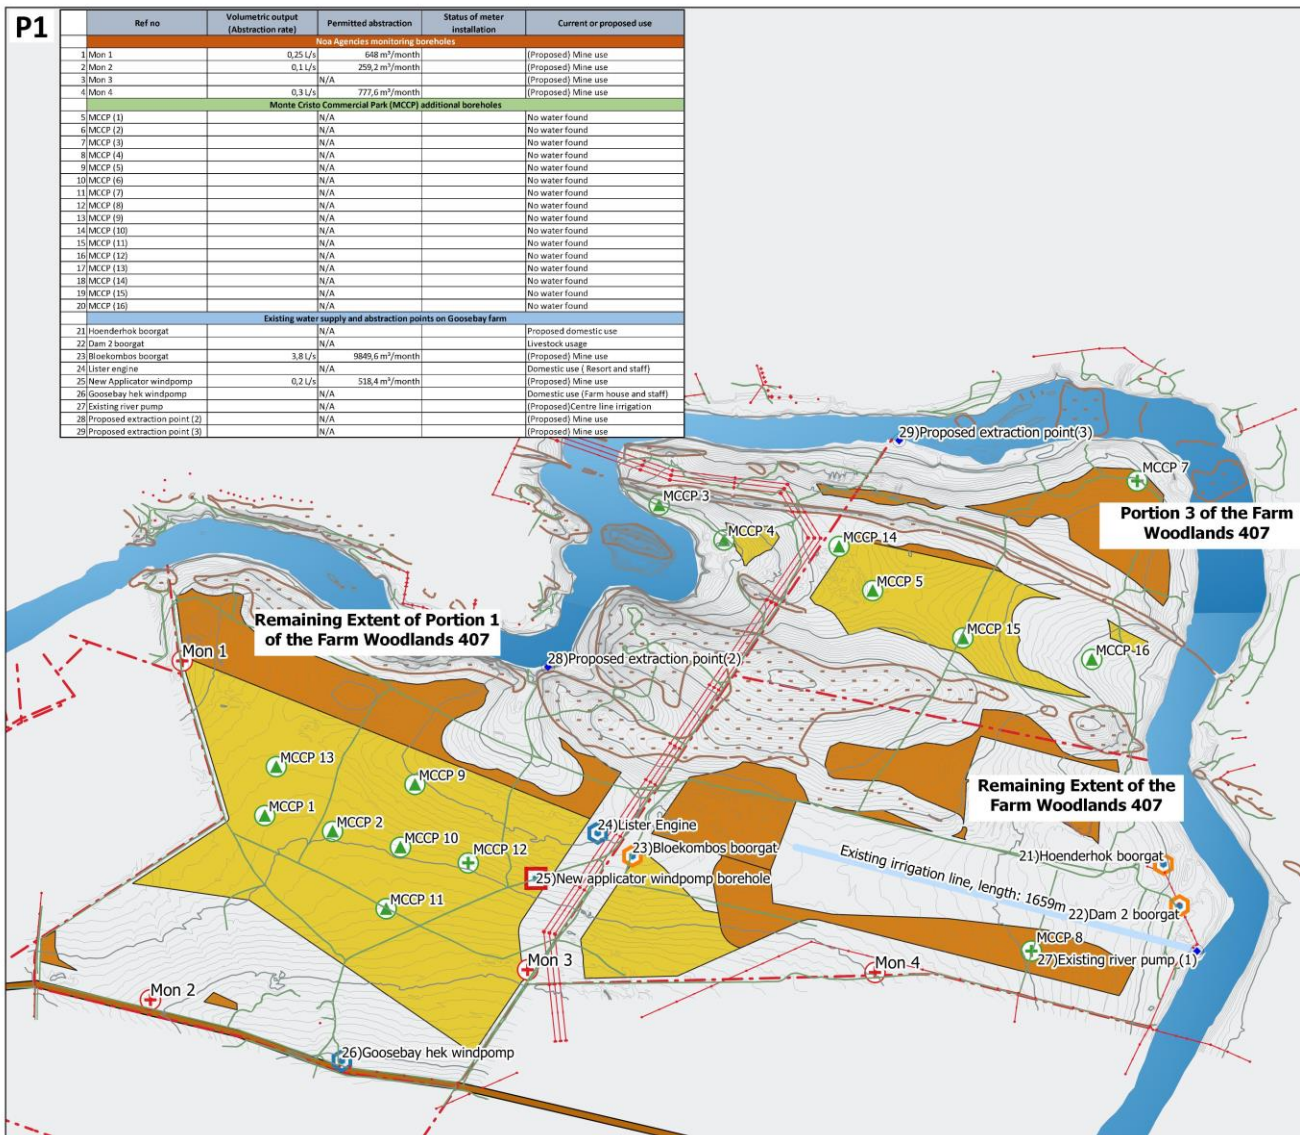 P1
Ref no Volumetric output (Abstraction rate) Permitted abstraction Status of meter installation Current or proposed use
Noa Agencies monitoring boreholes
1 Mon 1 0,25 L/s 648 m³/month (Proposed) Mine use
2 Mon 2 0,1 L/s 259,2 m³/month (Proposed) Mine use
3 Mon 3 N/A (Proposed) Mine use
4 Mon 4 0,3 L/s 777,6 m³/month (Proposed) Mine use
Monte Cristo Commercial Park (MCCP) additional boreholes
5 MCCP (1) N/A No water found
6 MCCP (2) N/A No water found
7 MCCP (3) N/A No water found
8 MCCP (4) N/A No water found
9 MCCP (5) N/A No water found
10 MCCP (6) N/A No water found
11 MCCP (7) N/A No water found
12 MCCP (8) N/A No water found
13 MCCP (9) N/A No water found
14 MCCP (10) N/A No water found
15 MCCP (11) N/A No water found
16 MCCP (12) N/A No water found
17 MCCP (13) N/A No water found
18 MCCP (14) N/A No water found
19 MCCP (15) N/A No water found
20 MCCP (16) N/A No water found
Existing water supply and abstraction points on Goosebay farm
21 Hoenderhok boorgat N/A Proposed domestic use
22 Dam 2 boorgat N/A Livestock usage
23 Bloekombos boorgat 3,8 L/s 9849,6 m³/month (Proposed) Mine use
24 Lister engine N/A Domestic use ( Resort and staff)
25 New Applicator windpomp 0,2 L/s 518,4 m³/month (Proposed) Mine use
26 Goosebay hek windpomp N/A Domestic use (Farm house and staff)
27 Existing river pump N/A (Proposed)Centre line irrigation
28 Proposed extraction point (2) N/A (Proposed) Mine use
29 Proposed extraction point (3) N/A (Proposed) Mine use
29)Proposed extraction point(3)
MCCP 7
MCCP 3
Portion 3 of the Farm
Woodlands 407
MCCP 4
MCCP 14
MCCP 5
Remaining Extent of Portion 1
of the Farm Woodlands 407
MCCP 15
Mon 1
28)Proposed extraction point(2)
MCCP 16
MCCP 13
MCCP 9
Remaining Extent of the
Farm Woodlands 407
MCCP 1
MCCP 2
24)Lister Engine
MCCP 10
23)Bloekombos boorgat
MCCP 12
21)Hoenderhok boorgat
25)New applicator windpomp borehole
Existing irrigation line, length: 1659m
MCCP 11
22)Dam 2 boorgat
MCCP 8
27)Existing river pump (1)
Mon 3
Mon 4
Mon 2
26)Goosebay hek windpomp